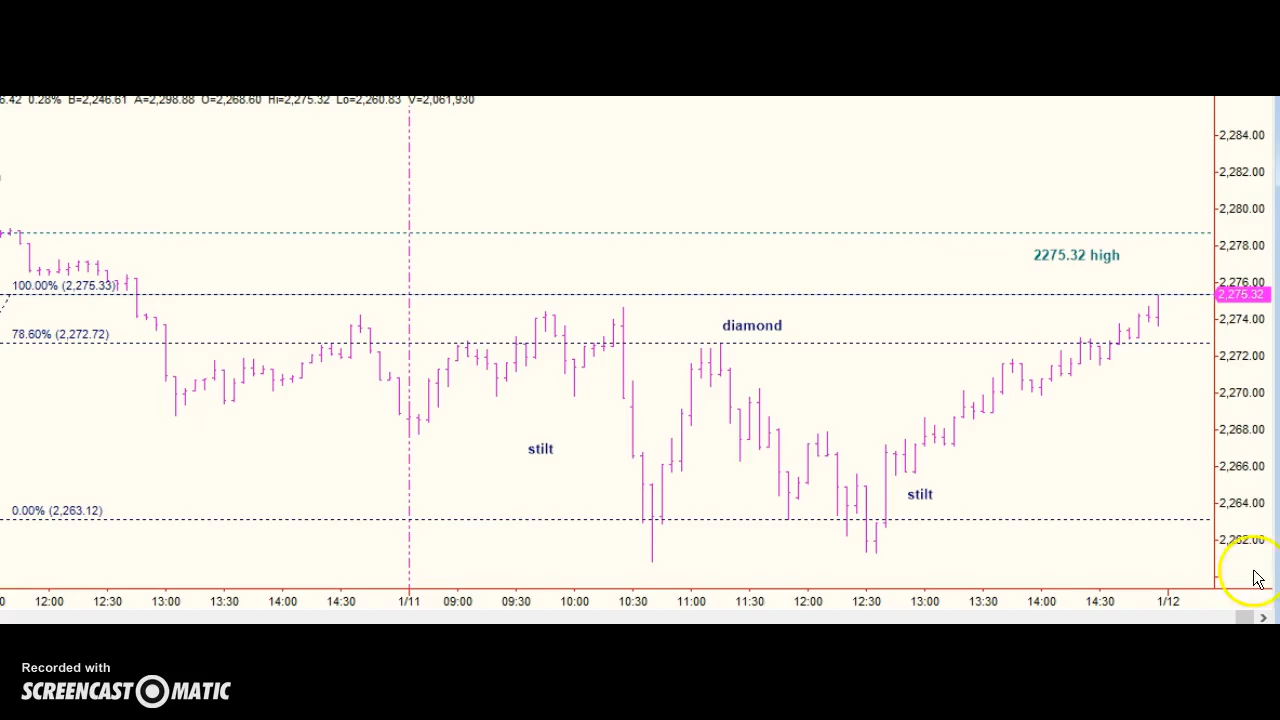 6.42 0.28% B=2,246.61 A=2,298.88 O=2,268.60 Hi=2,275.32 Lo=2,260.83 V=2,061,930
2,284.00
2,282.00
2,280.00
2,278.00
2275.32 high
2,276.00
100.00% (2,275.33)
2,275.32
2,274.00
diamond
78.60% (2,272.72)
2,272.00
2,270.00
2,268.00
stilt
2,266.00
stilt
2,264.00
0.00% (2,263.12)
2,262.00
0 12:00 12:30 13:00 13:30 14:00 14:30 1/11 09:00 09:30 10:00 10:30 11:00 11:30 12:00 12:30 13:00 13:30 14:00 14:30 1/12
Recorded with
SCREENCAST O MATIC